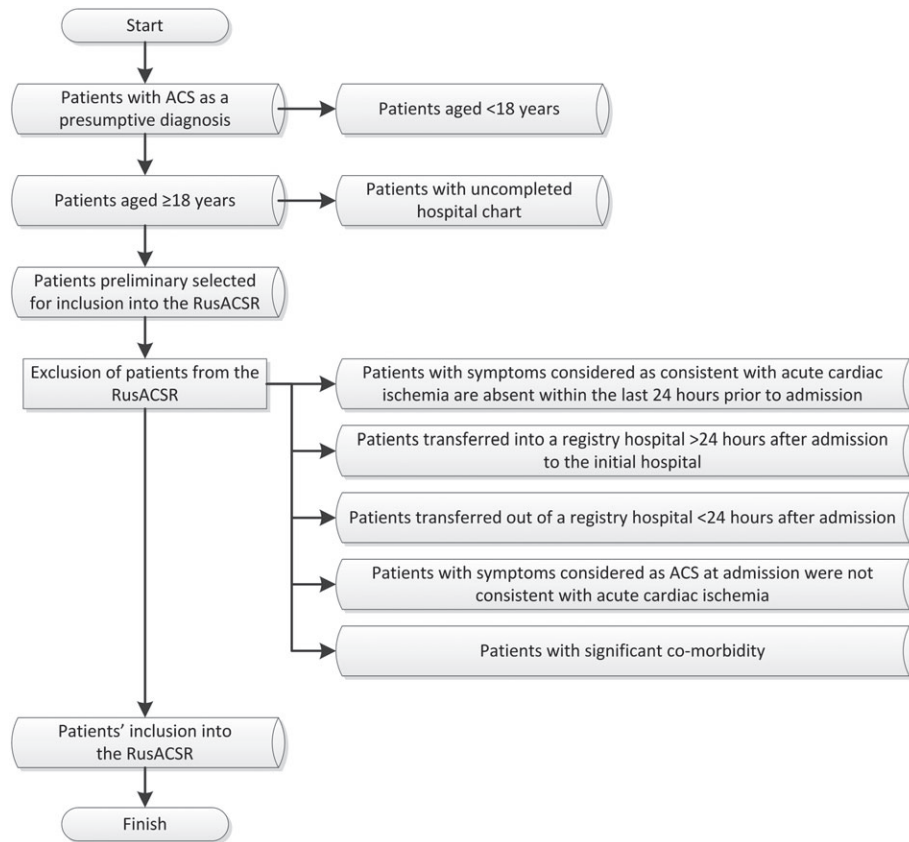 Start
Patients with ACS as a
presumptive diagnosis
Patients aged <18 years
Patients aged ≥18 years
Patients with uncompleted
hospital chart
Patients preliminary selected
for inclusion into the RusACSR
Exclusion of patients from the
RusACSR
Patients with symptoms considered as consistent with acute cardiac
ischemia are absent within the last 24 hours prior to admission
Patients transferred into a registry hospital >24 hours after admission
to the initial hospital
Patients transferred out of a registry hospital <24 hours after admission
Patients with symptoms considered as ACS at admission were not
consistent with acute cardiac ischemia
Patients with significant co-morbidity
Patients’ inclusion into
the RusACSR
Finish